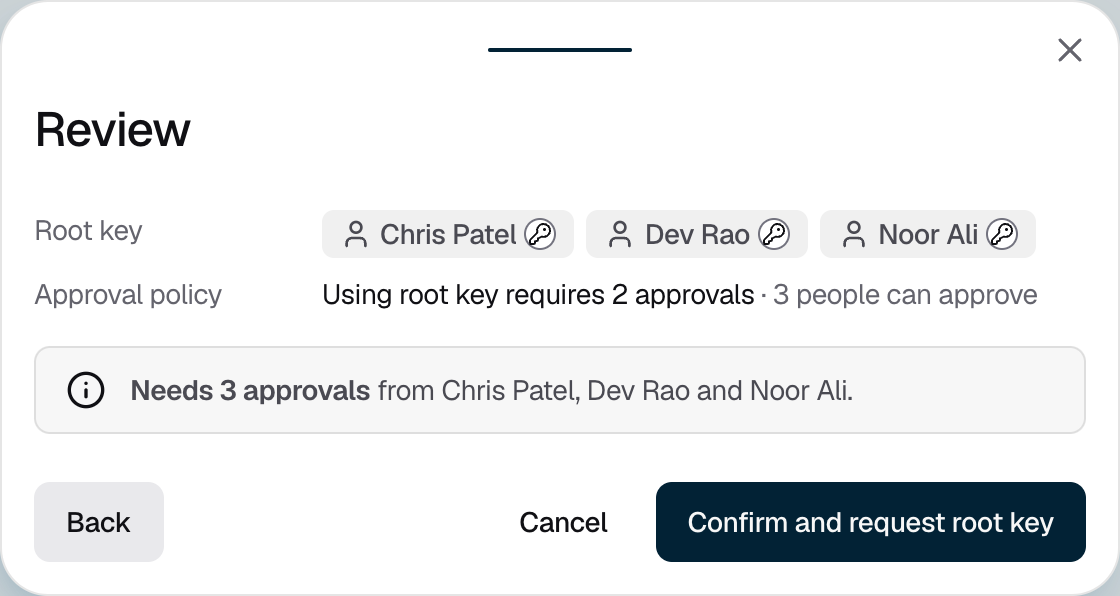 Review
Root key Chris Patel Dev Rao Noor Ali
Approval policy Using root key requires 2 approvals · 3 people can approve
Needs 3 approvals from Chris Patel, Dev Rao and Noor Ali.
Back Cancel Confirm and request root key